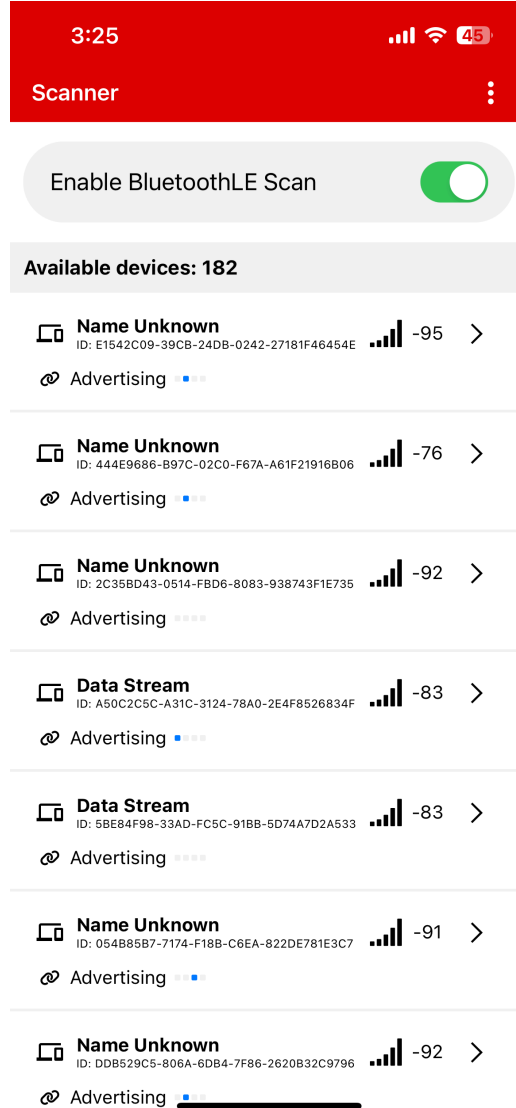 3:25
45
Scanner
Enable BluetoothLE Scan
Available devices: 182
Name Unknown
ID: E1542C09-39CB-24DB-0242-27181F46454E
-95
Advertising
Name Unknown
ID: 444E9686-B97C-02C0-F67A-A61F21916B06
-76
Advertising
Name Unknown
ID: 2C35BD43-0514-FBD6-8083-938743F1E735
-92
Advertising
Data Stream
ID: A50C2C5C-A31C-3124-78A0-2E4F8526834F
-83
Advertising
Data Stream
ID: 5BE84F98-33AD-FC5C-91BB-5D74A7D2A533
-83
Advertising
Name Unknown
ID: 054B85B7-7174-F18B-C6EA-822DE781E3C7
-91
Advertising
Name Unknown
ID: DDB529C5-806A-6DB4-7F86-2620B32C9796
-92
Advertising